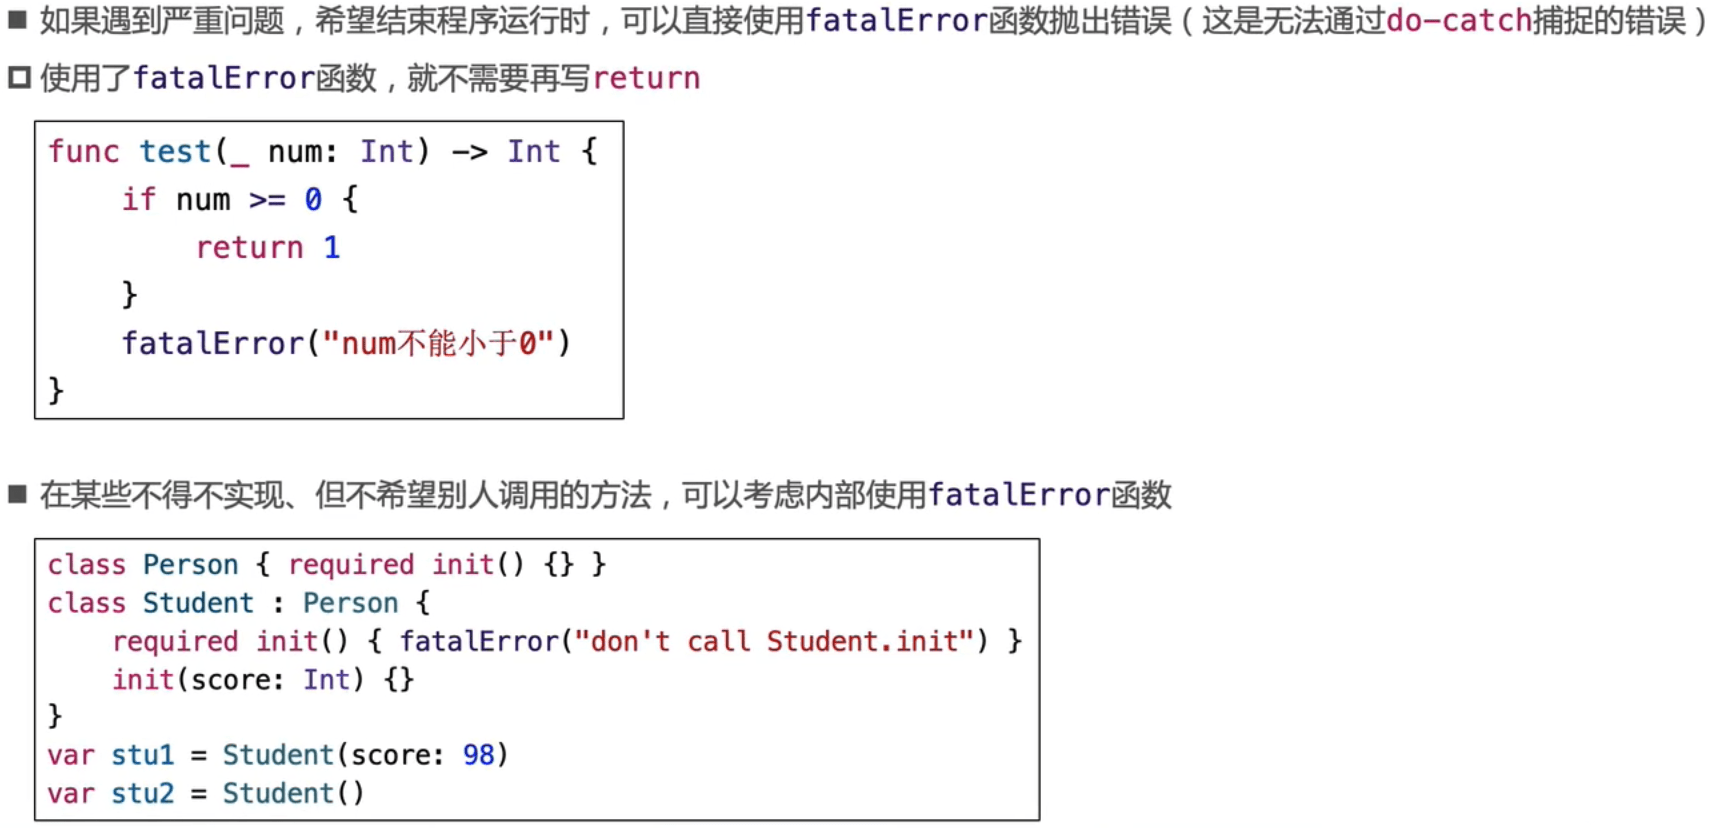 ■ 如果遇到严重问题，希望结束程序运行时，可以直接使用fatalError函数抛出错误（这是无法通过do-catch捕捉的错误）
□ 使用了fatalError函数，就不需要再写return
func test(_ num: Int) -> Int {
    if num >= 0 {
        return 1
    }
    fatalError("num不能小于0")
}
■ 在某些不得不实现、但不希望别人调用的方法，可以考虑内部使用fatalError函数
class Person { required init() {} }
class Student : Person {
    required init() { fatalError("don't call Student.init") }
    init(score: Int) {}
}
var stu1 = Student(score: 98)
var stu2 = Student()